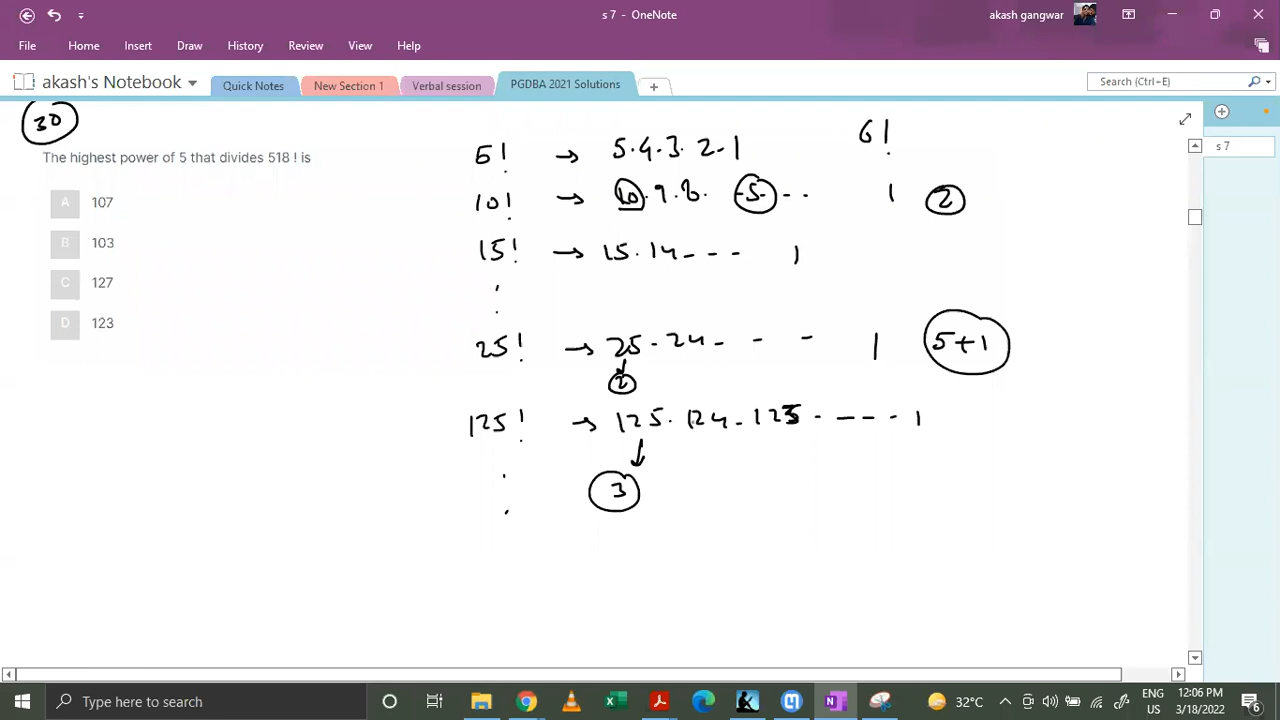 s 7 - OneNote
akash gangwar
File Home Insert Draw History Review View Help
akash's Notebook Quick Notes New Section 1 Verbal session PGDBA 2021 Solutions
Search (Ctrl+E)
s 7
30
The highest power of 5 that divides 518 ! is
A 107
B 103
C 127
D 123
5! → 5.4.3.2.1 6!
10! → 10.9.8. .5. - - 1 2
15! → 15.14 - - - 1
25! → 25.24 - - - 1 5+1
2
125! → 125.124.123. - - - 1
3
Type here to search
32°C
ENG
US
12:06 PM
3/18/2022
6